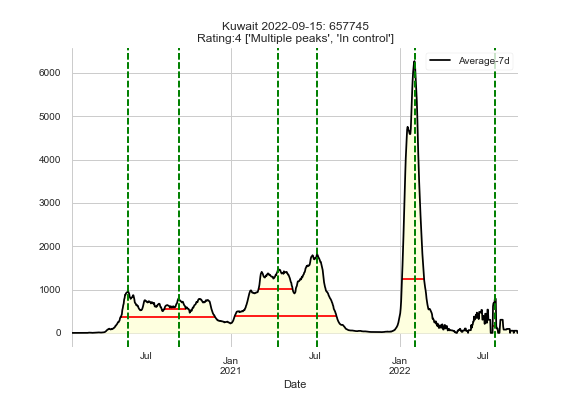 Kuwait 2022-09-15: 657745
Rating:4 ['Multiple peaks', 'In control']
Average-7d
6000
5000
4000
3000
2000
1000
0
Jul
Jan
2021
Jul
Jan
2022
Jul
Date